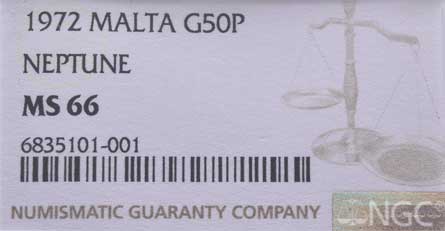 1972 MALTA G50P
NEPTUNE
MS 66
6835101-001
NUMISMATIC GUARANTY COMPANY
NGC